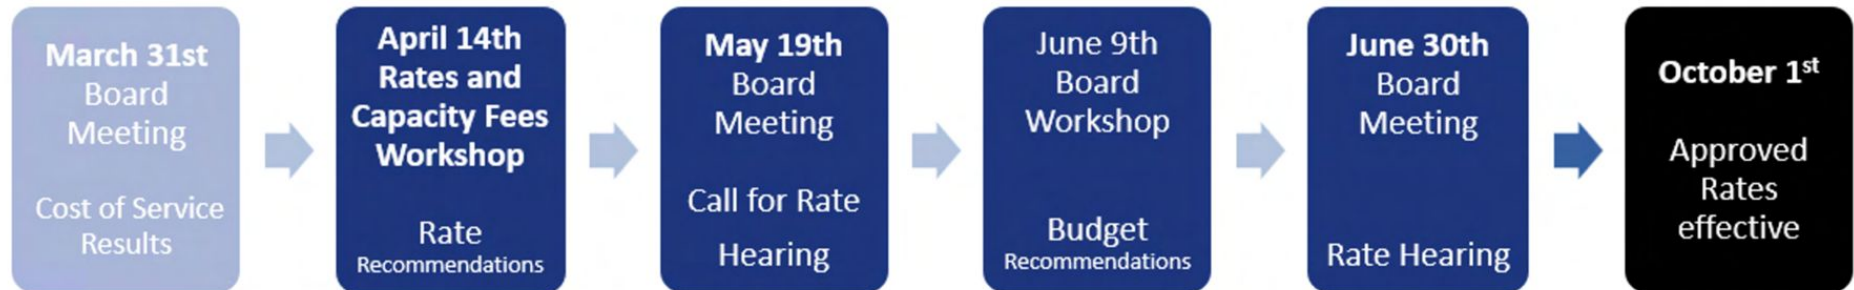 March 31st
Board
Meeting
Cost of Service
Results
April 14th
Rates and
Capacity Fees
Workshop
Rate
Recommendations
May 19th
Board
Meeting
Call for Rate
Hearing
June 9th
Board
Workshop
Budget
Recommendations
June 30th
Board
Meeting
Rate Hearing
October 1st
Approved
Rates
effective